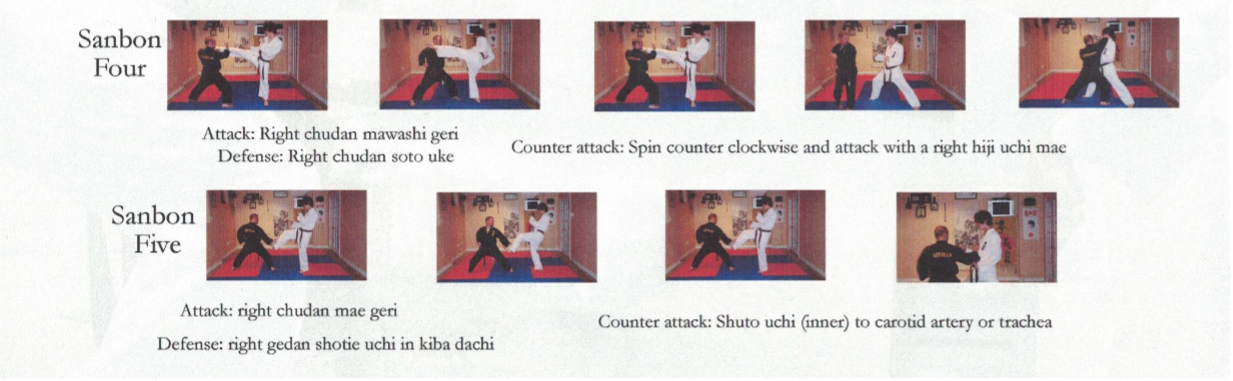 Sanbon
Four
Attack: Right chudan mawashi geri
Defense: Right chudan soto uke
Counter attack: Spin counter clockwise and attack with a right hiji uchi mae
Sanbon
Five
Attack: right chudan mae geri
Defense: right gedan shotie uchi in kiba dachi
Counter attack: Shuto uchi (inner) to carotid artery or trachea